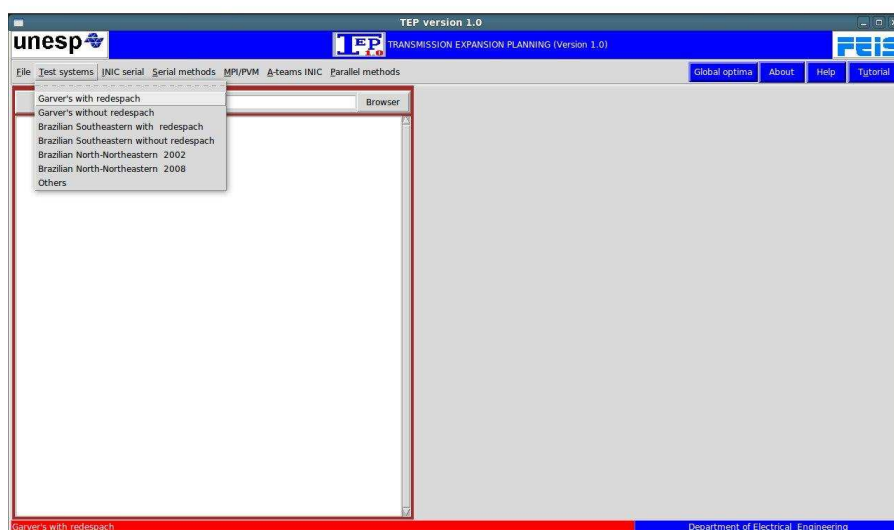 TEP version 1.0
unesp
TEP 1.0
TRANSMISSION EXPANSION PLANNING (Version 1.0)
FEIS
File Test systems INIC serial Serial methods MPI/PVM A-teams INIC Parallel methods
Global optima About Help Tutorial
Garver's with redespach
Browser
Garver's without redespach
Brazilian Southeastern with redespach
Brazilian Southeastern without redespach
Brazilian North-Northeastern 2002
Brazilian North-Northeastern 2008
Others
Garver's with redespach
Department of Electrical Engineering